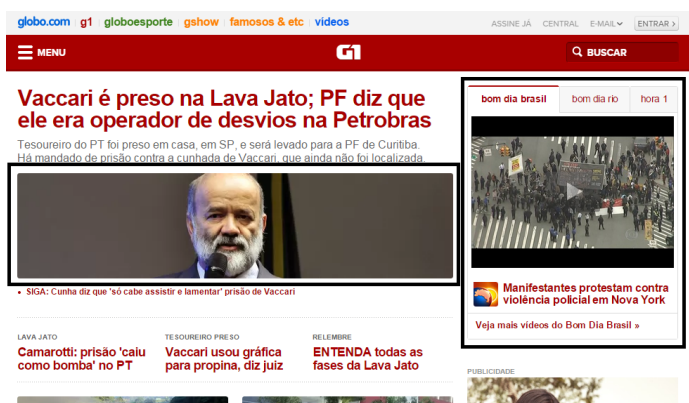 globo.com g1 globoesporte gshow famosos & etc vídeos
ASSINE JÁ CENTRAL E-MAIL ENTRAR >
MENU
G1
BUSCAR
Vaccari é preso na Lava Jato; PF diz que
ele era operador de desvios na Petrobras
Tesoureiro do PT foi preso em casa, em SP, e será levado para a PF de Curitiba.
Há mandado de prisão contra a cunhada de Vaccari, que ainda não foi localizada.
• SIGA: Cunha diz que 'só cabe assistir e lamentar' prisão de Vaccari
LAVA JATO
Camarotti: prisão 'caiu
como bomba' no PT
TESOUREIRO PRESO
Vaccari usou gráfica
para propina, diz juiz
RELEMBRE
ENTENDA todas as
fases da Lava Jato
bom dia brasil bom dia rio hora 1
Manifestantes protestam contra
violência policial em Nova York
Veja mais vídeos do Bom Dia Brasil »
PUBLICIDADE